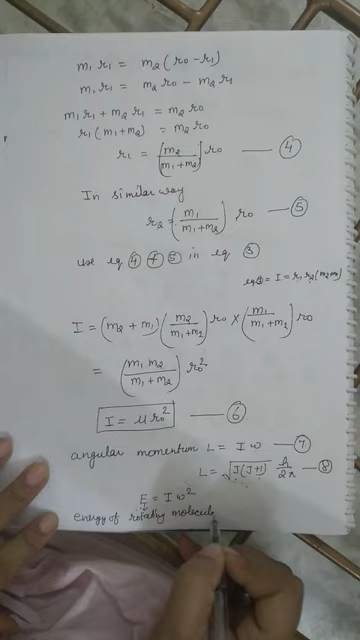 m₁ r₁ = m₂ (r₀ - r₁)
m₁ r₁ = m₂ r₀ - m₂ r₁
m₁ r₁ + m₂ r₁ = m₂ r₀
r₁ (m₁ + m₂) = m₂ r₀
r₁ = (m₂ / m₁ + m₂) r₀ — ④
In similar way
r₂ = (m₁ / m₁ + m₂) r₀ — ⑤
use eq ④ & ⑤ in eq ③
eq③ = I = r₁ r₂ (m₂ m₁)
I = (m₂ + m₁) (m₂ / m₁ + m₂) r₀ × (m₁ / m₁ + m₂) r₀
= (m₁ m₂ / m₁ + m₂) r₀²
I = μ r₀² — ⑥
angular momentum L = I ω — ⑦
L = √J(J+1) h / 2π — ⑧
E = I ω²
energy of rotating molecule